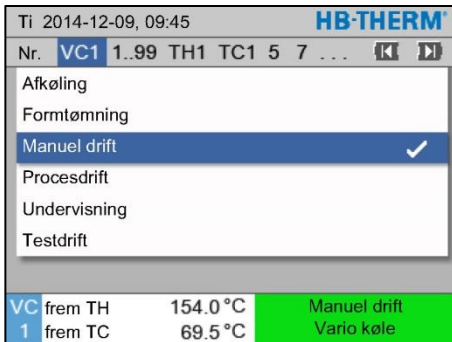 Ti 2014-12-09, 09:45 HB-THERM®
Nr. VC1 1..99 TH1 TC1 5 7 ...
Afkøling
Formtømning
Manuel drift
Procesdrift
Undervisning
Testdrift
VC frem TH 154.0 °C Manuel drift
1 frem TC 69.5 °C Vario køle